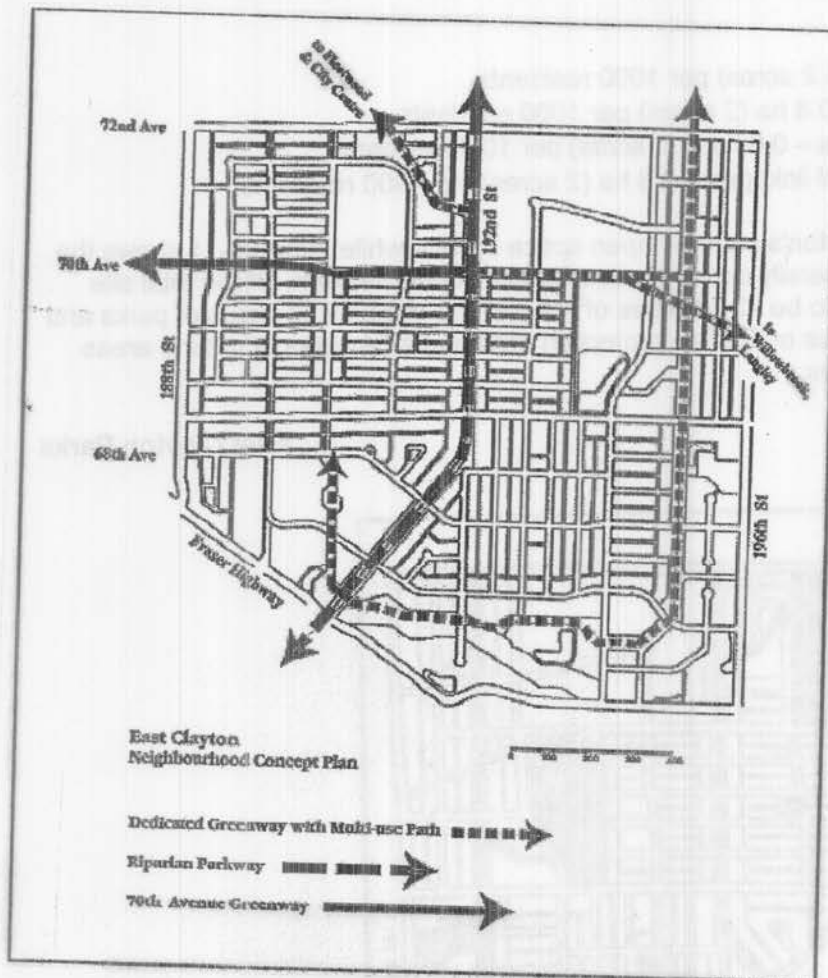 to Fleetwood
& City Centre
72nd Ave
192nd St
70th Ave
to
Willowbrook,
Langley
188th St
68th Ave
196th St
Fraser Highway
East Clayton
Neighbourhood Concept Plan
Dedicated Greenway with Multi-use Path
Riparian Parkway
70th Avenue Greenway